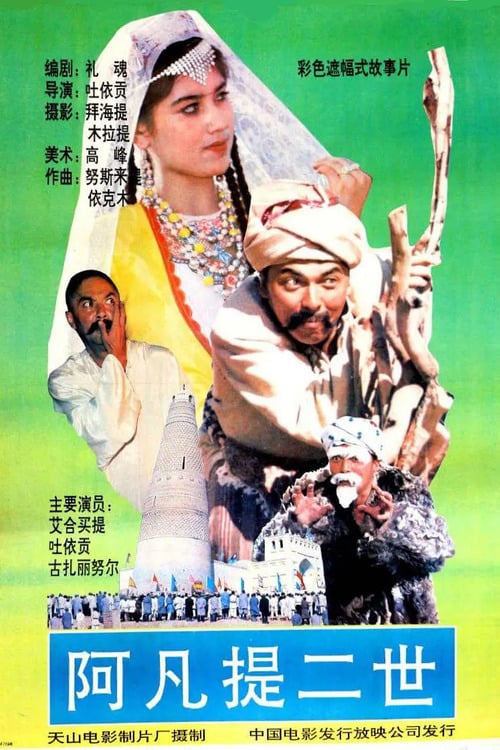 编剧：礼 魂
彩色遮幅式故事片
导演：吐依贡
摄影：拜海提
木拉提
美术：高 峰
作曲：努斯来提
依克木
主要演员：
艾合买提
吐依贡
古扎丽努尔
阿凡提二世
天山电影制片厂摄制 中国电影发行放映公司发行